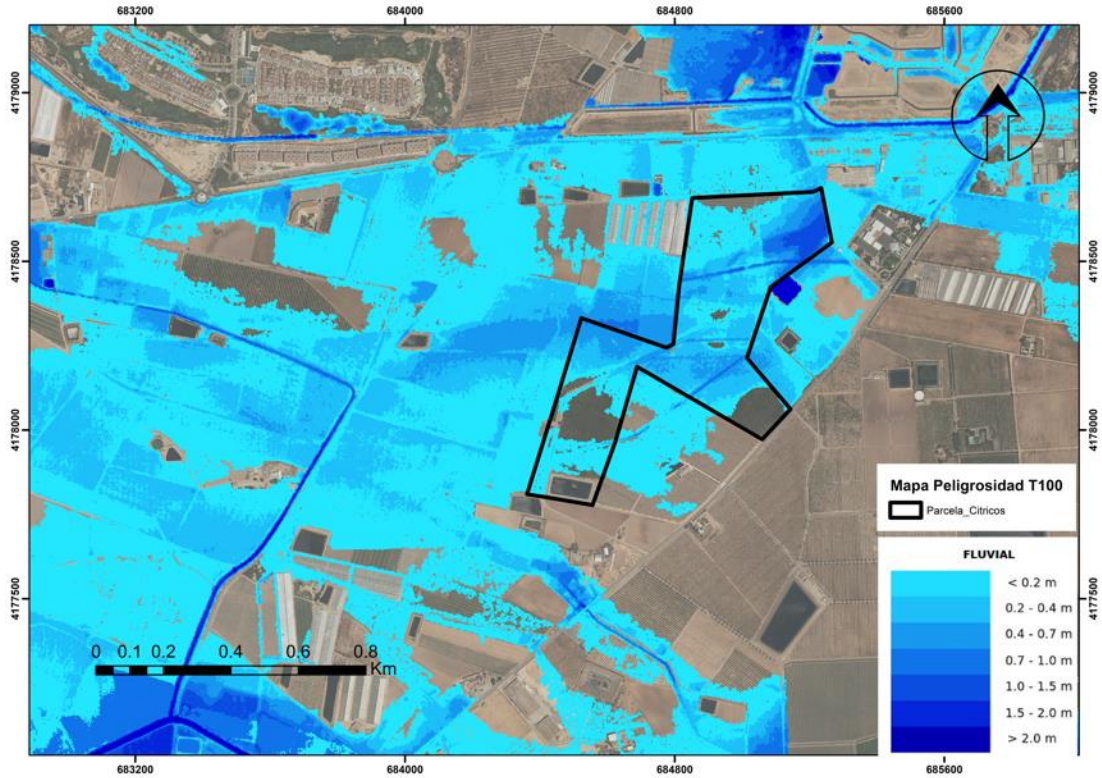 683200 684000 684800 685600
4179000 4179000
4178500 4178500
4178000 4178000
Mapa Peligrosidad T100
Parcela_Citricos
FLUVIAL
< 0.2 m
0.2 - 0.4 m
0.4 - 0.7 m
0.7 - 1.0 m
1.0 - 1.5 m
1.5 - 2.0 m
> 2.0 m
4177500 4177500
0 0.1 0.2 0.4 0.6 0.8
Km
683200 684000 684800 685600